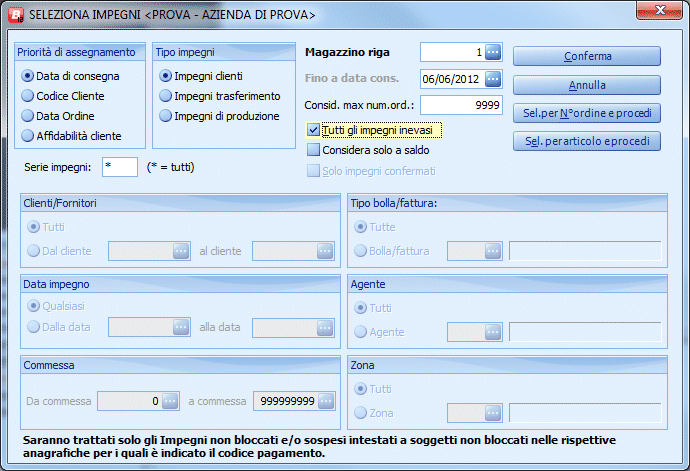 SELEZIONA IMPEGNI <PROVA - AZIENDA DI PROVA>
Priorità di assegnamento
Data di consegna
Codice Cliente
Data Ordine
Affidabilità cliente
Tipo impegni
Impegni clienti
Impegni trasferimento
Impegni di produzione
Magazzino riga 1
Fino a data cons. 06/06/2012
Consid. max num.ord.: 9999
Tutti gli impegni inevasi
Considera solo a saldo
Solo impegni confermati
Conferma
Annulla
Sel.per N°ordine e procedi
Sel. per articolo e procedi
Serie impegni: * (* = tutti)
Clienti/Fornitori
Tutti
Dal cliente al cliente
Tipo bolla/fattura:
Tutte
Bolla/fattura
Data impegno
Qualsiasi
Dalla data alla data
Agente
Tutti
Agente
Commessa
Da commessa 0 a commessa 999999999
Zona
Tutti
Zona
Saranno trattati solo gli Impegni non bloccati e/o sospesi intestati a soggetti non bloccati nelle rispettive
anagrafiche per i quali è indicato il codice pagamento.